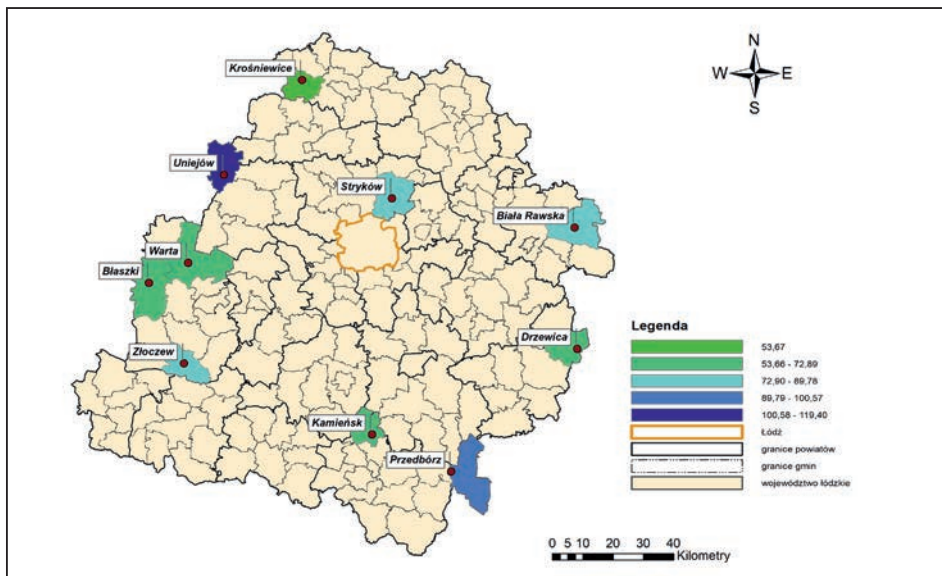 N
W E
S
Krośniewice
Uniejów
Stryków
Biała Rawska
Warta
Błaszki
Drzewica
Złoczew
Kamieńsk
Przedbórz
Legenda
53,67
53,66 - 72,89
72,90 - 89,78
89,79 - 100,57
100,58 - 119,40
Łódź
granice powiatów
granice gmin
województwo łódzkie
0 5 10 20 30 40
Kilometry